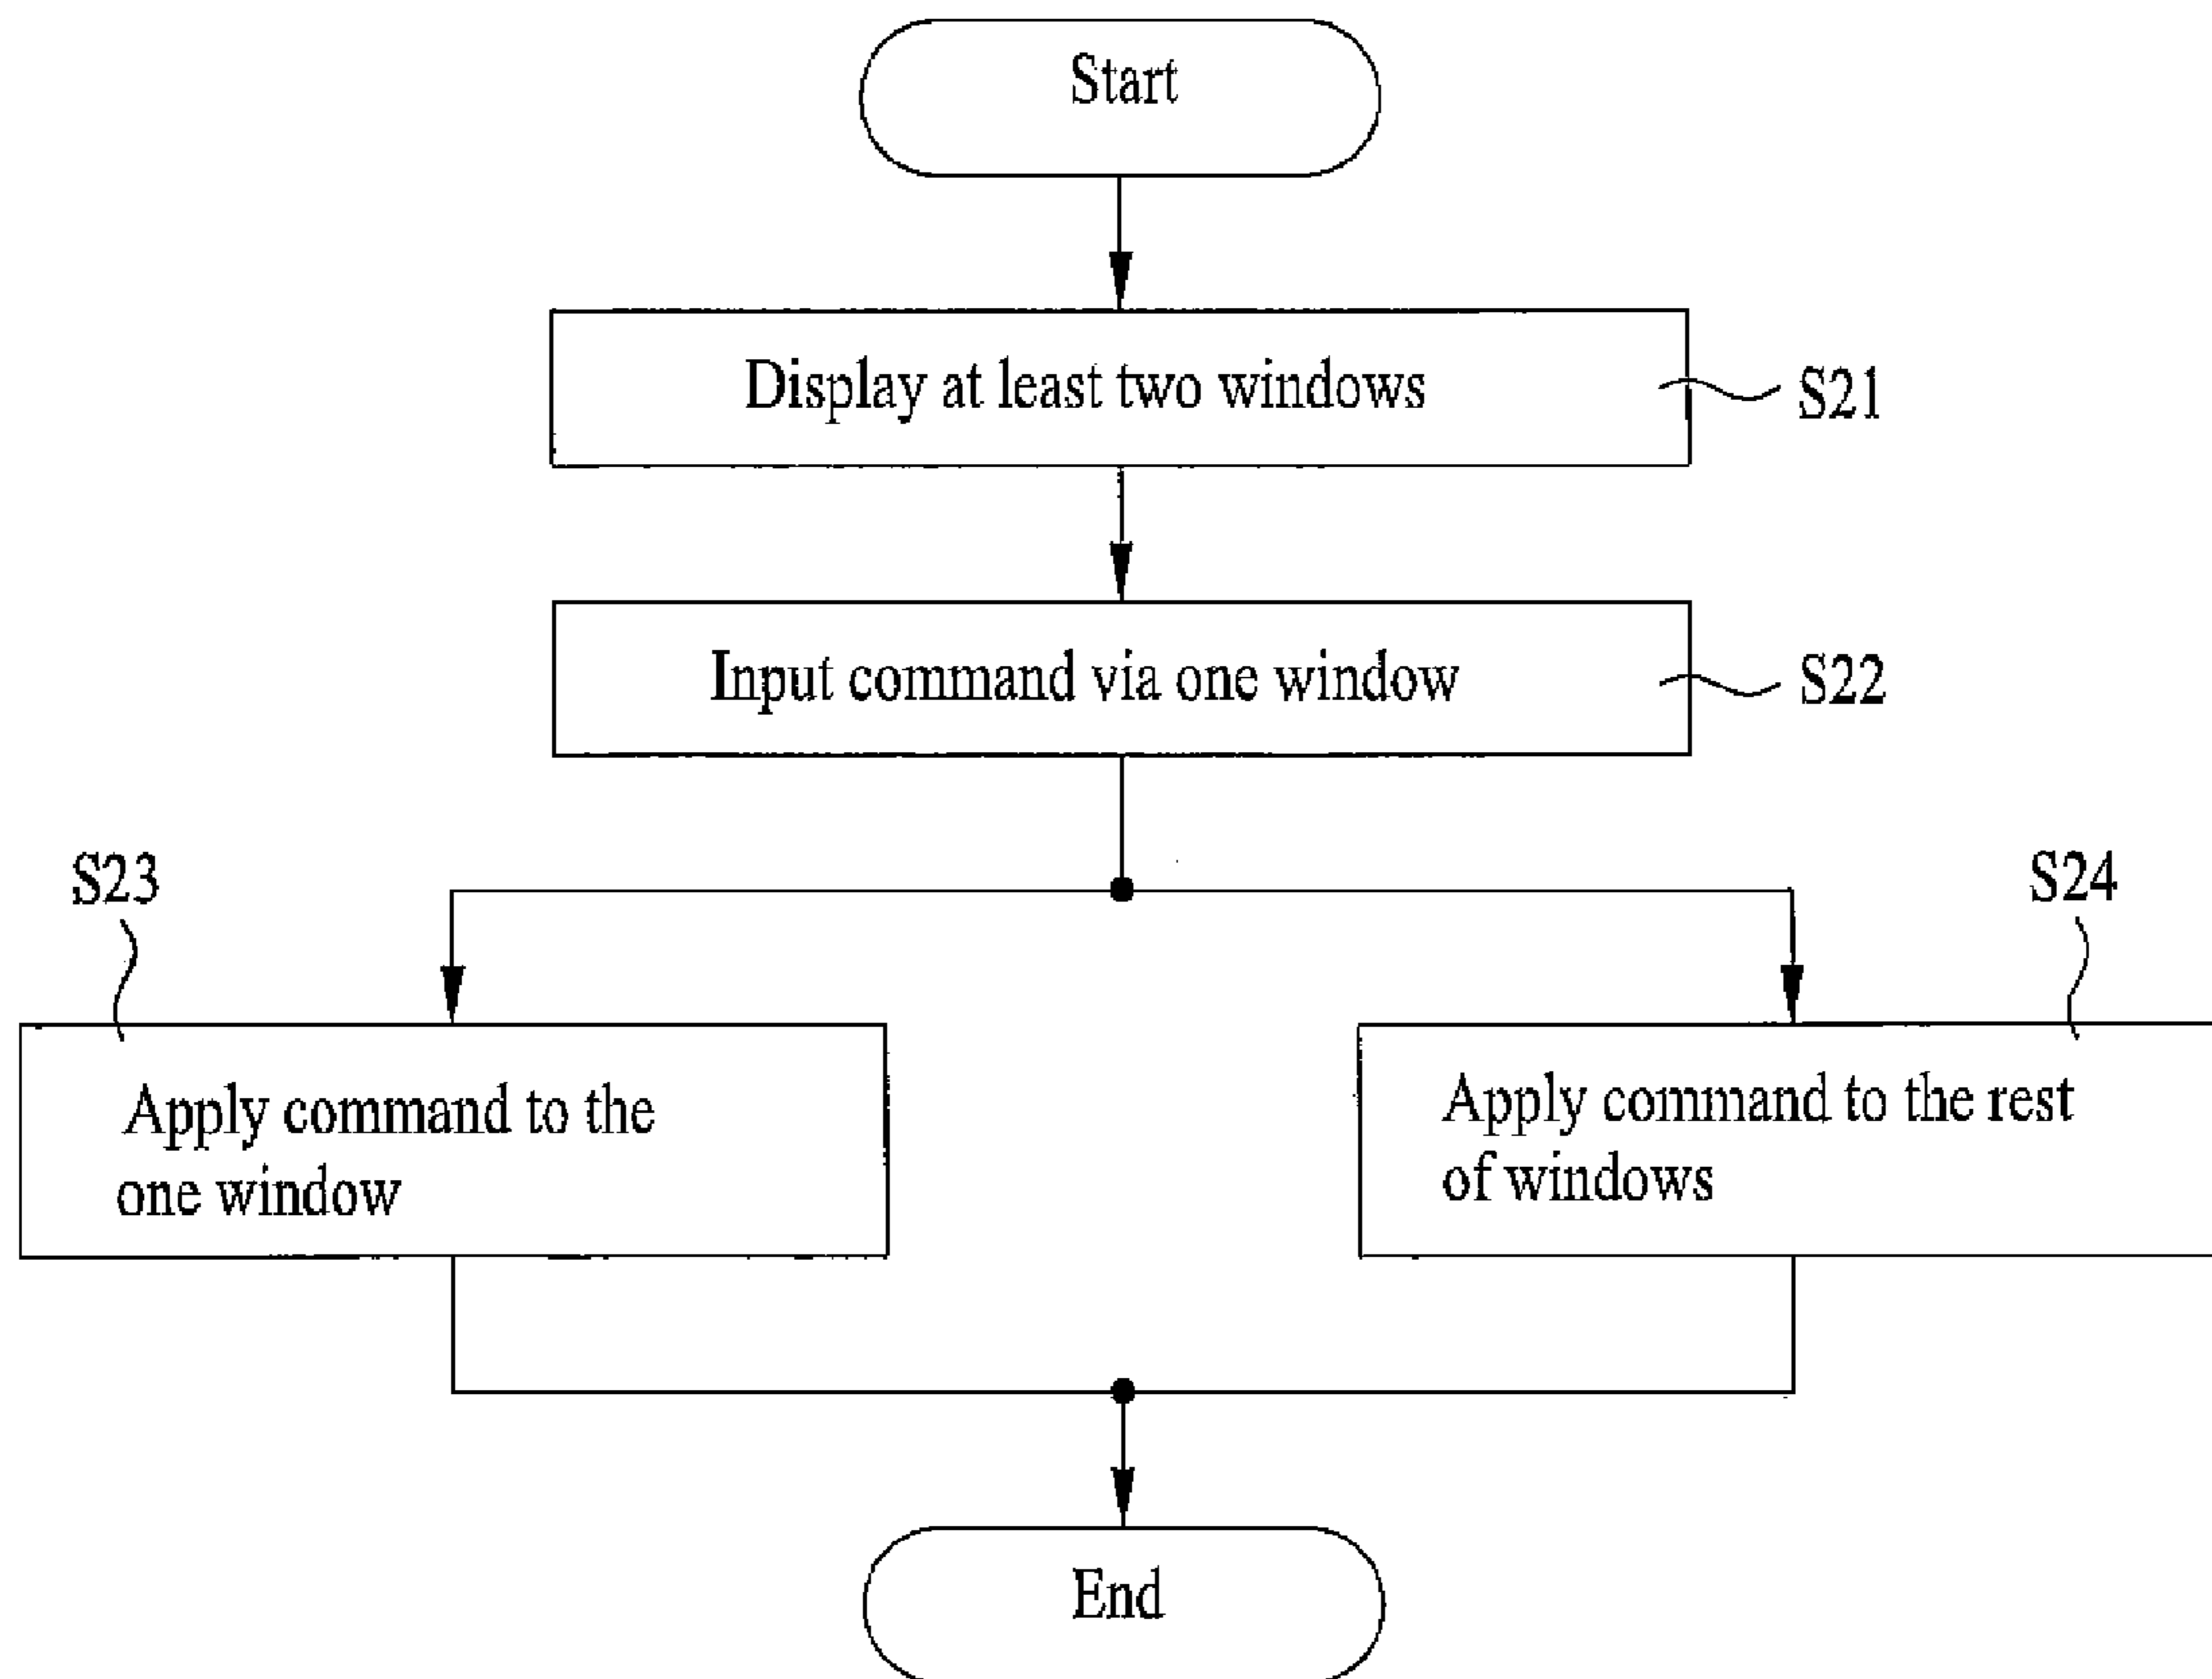 Start
Display at least two windows
S21
Input command via one window
S22
S23
S24
Apply command to the
one window
Apply command to the rest
of windows
End